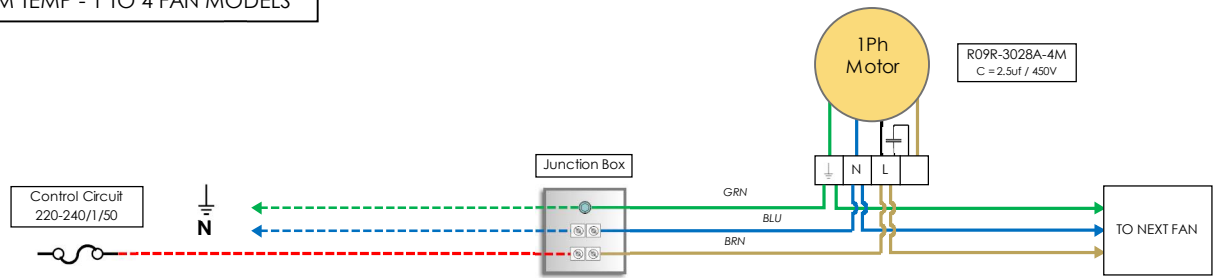 TEMP - 1 TO 4 FAN MODELS
1Ph
Motor
R09R-3028A-4M
C = 2.5uf / 450V
Junction Box
N
L
Control Circuit
220-240/1/50
N
GRN
BLU
BRN
TO NEXT FAN